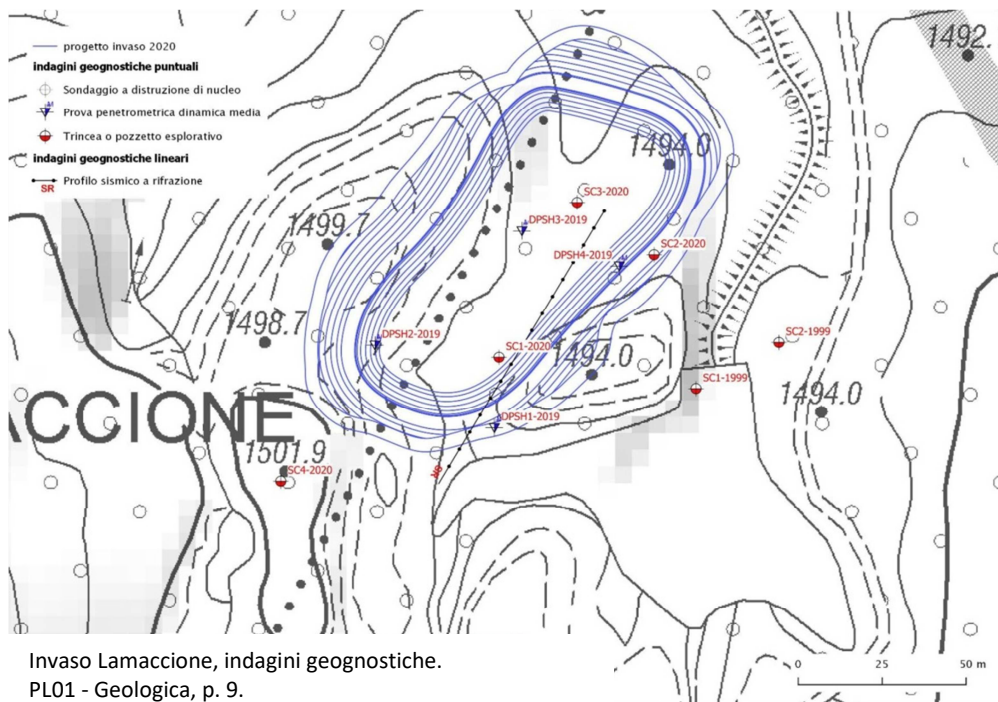 progetto invaso 2020
indagini geognostiche puntuali
Sondaggio a distruzione di nucleo
Prova penetrometrica dinamica media
Trincea o pozzetto esplorativo
indagini geognostiche lineari
SR Profilo sismico a rifrazione
1492.
1494.0
SC3-2020
1499.7
DPSH3-2019
SC2-2020
DPSH4-2019
1498.7
DPSH2-2019
SC2-1999
SC1-2020
1494.0
SC1-1999
1494.0
ACCIONE
DPSH1-2019
1501.9
SC4-2020
SR
Invaso Lamaccione, indagini geognostiche.
PL01 - Geologica, p. 9.
0 25 50 m